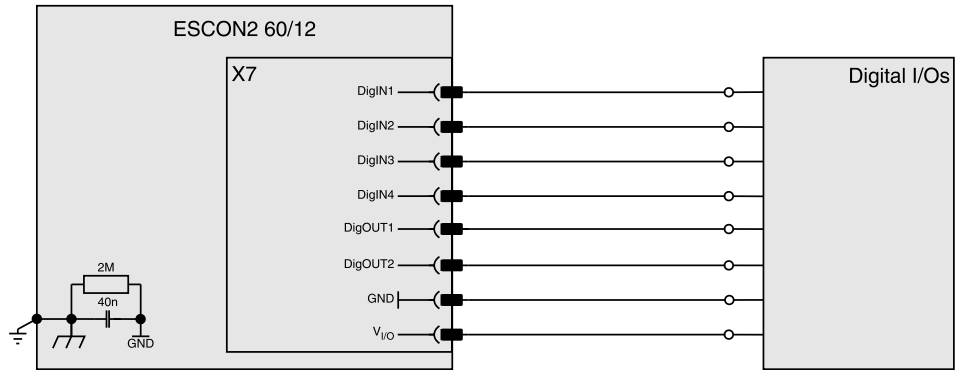 ESCON2 60/12
X7
Digital I/Os
DigIN1
DigIN2
DigIN3
DigIN4
DigOUT1
DigOUT2
GND
V_I/O
2M
40n
GND